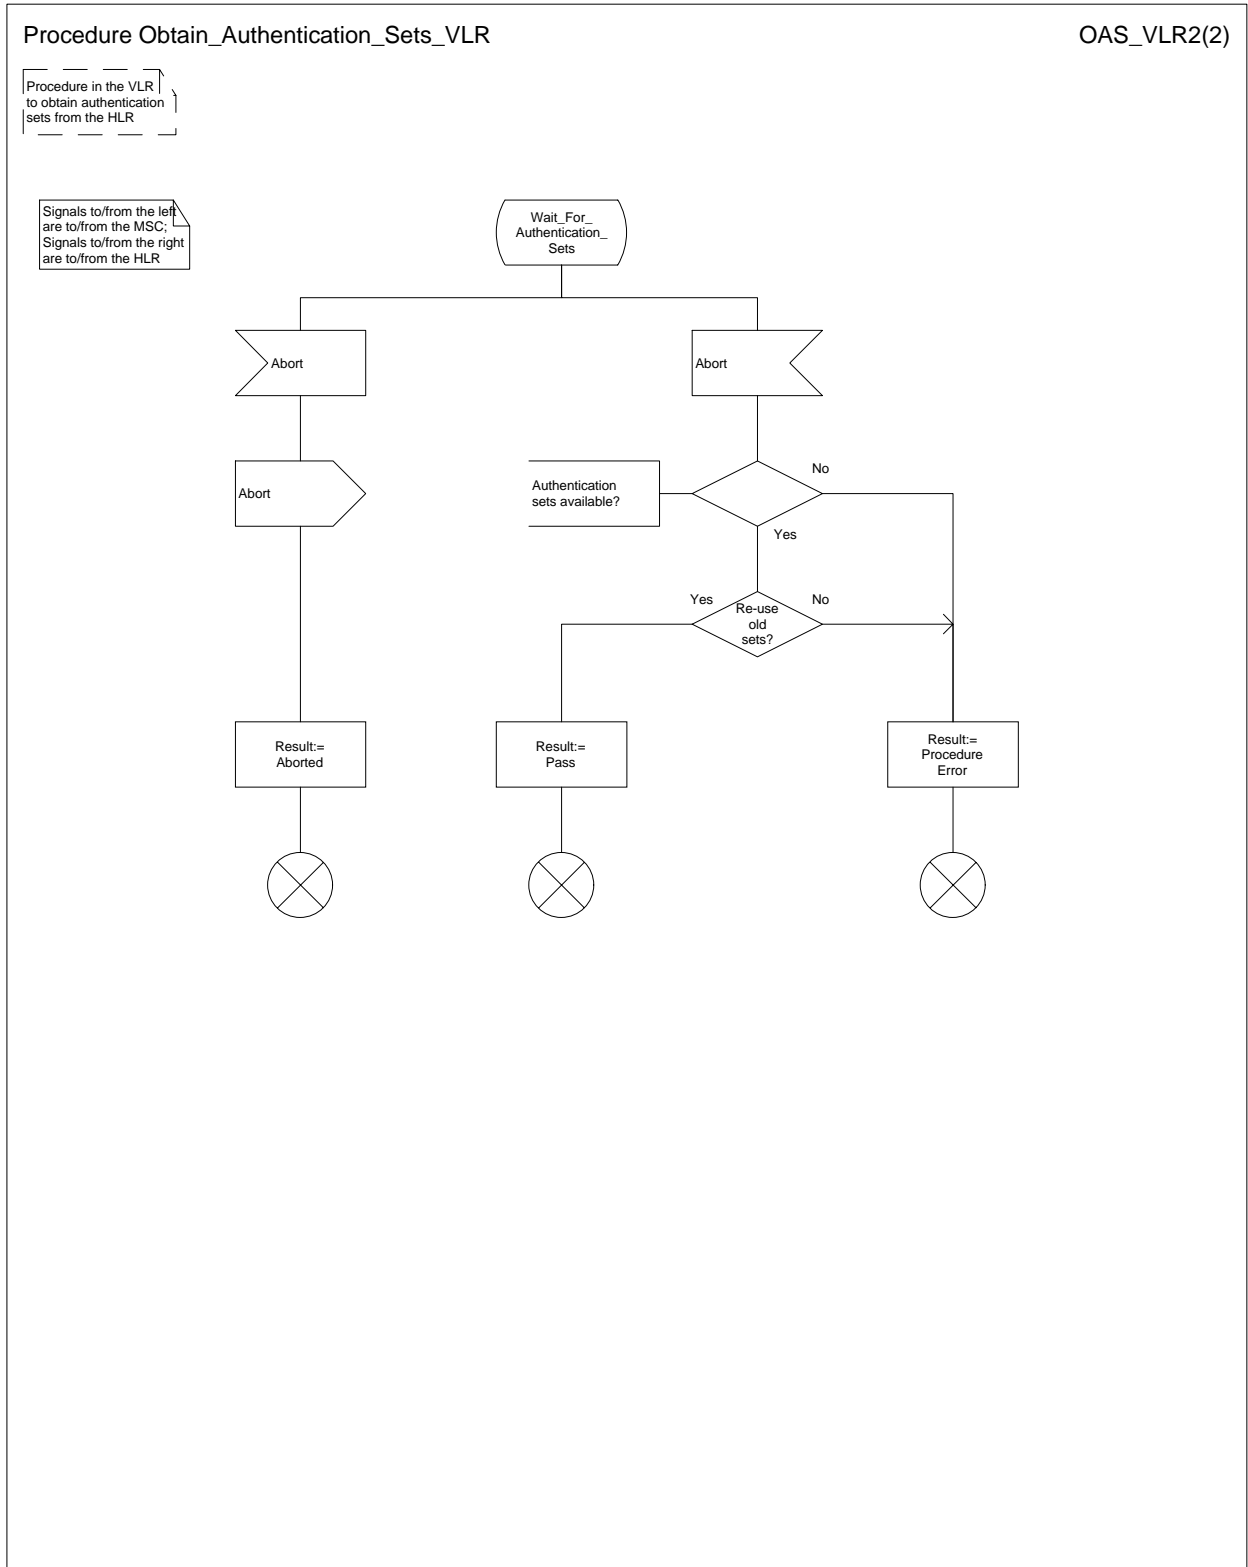 Procedure Obtain_Authentication_Sets_VLR
OAS_VLR2(2)
Procedure in the VLR
to obtain authentication
sets from the HLR
Signals to/from the left
are to/from the MSC;
Signals to/from the right
are to/from the HLR
Wait_For_
Authentication_
Sets
Abort
Abort
Abort
Authentication
sets available?
No
Yes
Yes
Re-use
old
sets?
No
Result:=
Aborted
Result:=
Pass
Result:=
Procedure
Error